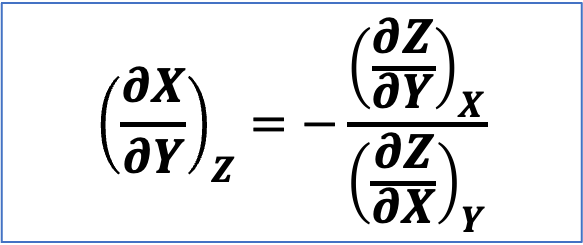 (∂X/∂Y)_Z = − (∂Z/∂Y)_X / (∂Z/∂X)_Y